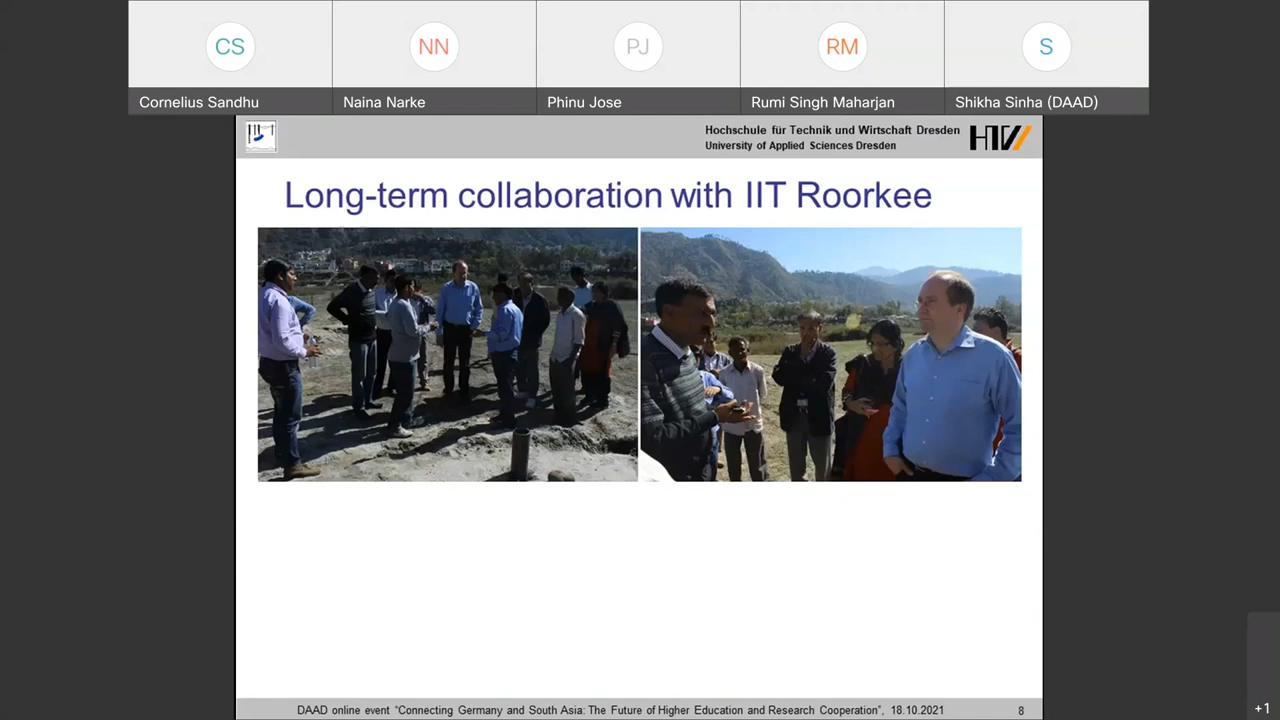 CS
NN
PJ
RM
S
Cornelius Sandhu
Naina Narke
Phinu Jose
Rumi Singh Maharjan
Shikha Sinha (DAAD)
Hochschule für Technik und Wirtschaft Dresden
University of Applied Sciences Dresden
HTW
Long-term collaboration with IIT Roorkee
DAAD online event “Connecting Germany and South Asia: The Future of Higher Education and Research Cooperation”, 18.10.2021
8
+1